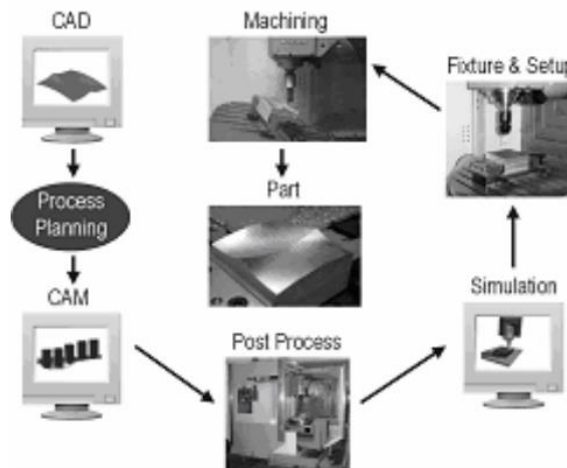 CAD
Machining
Fixture & Setup
Process
Planning
Part
CAM
Post Process
Simulation